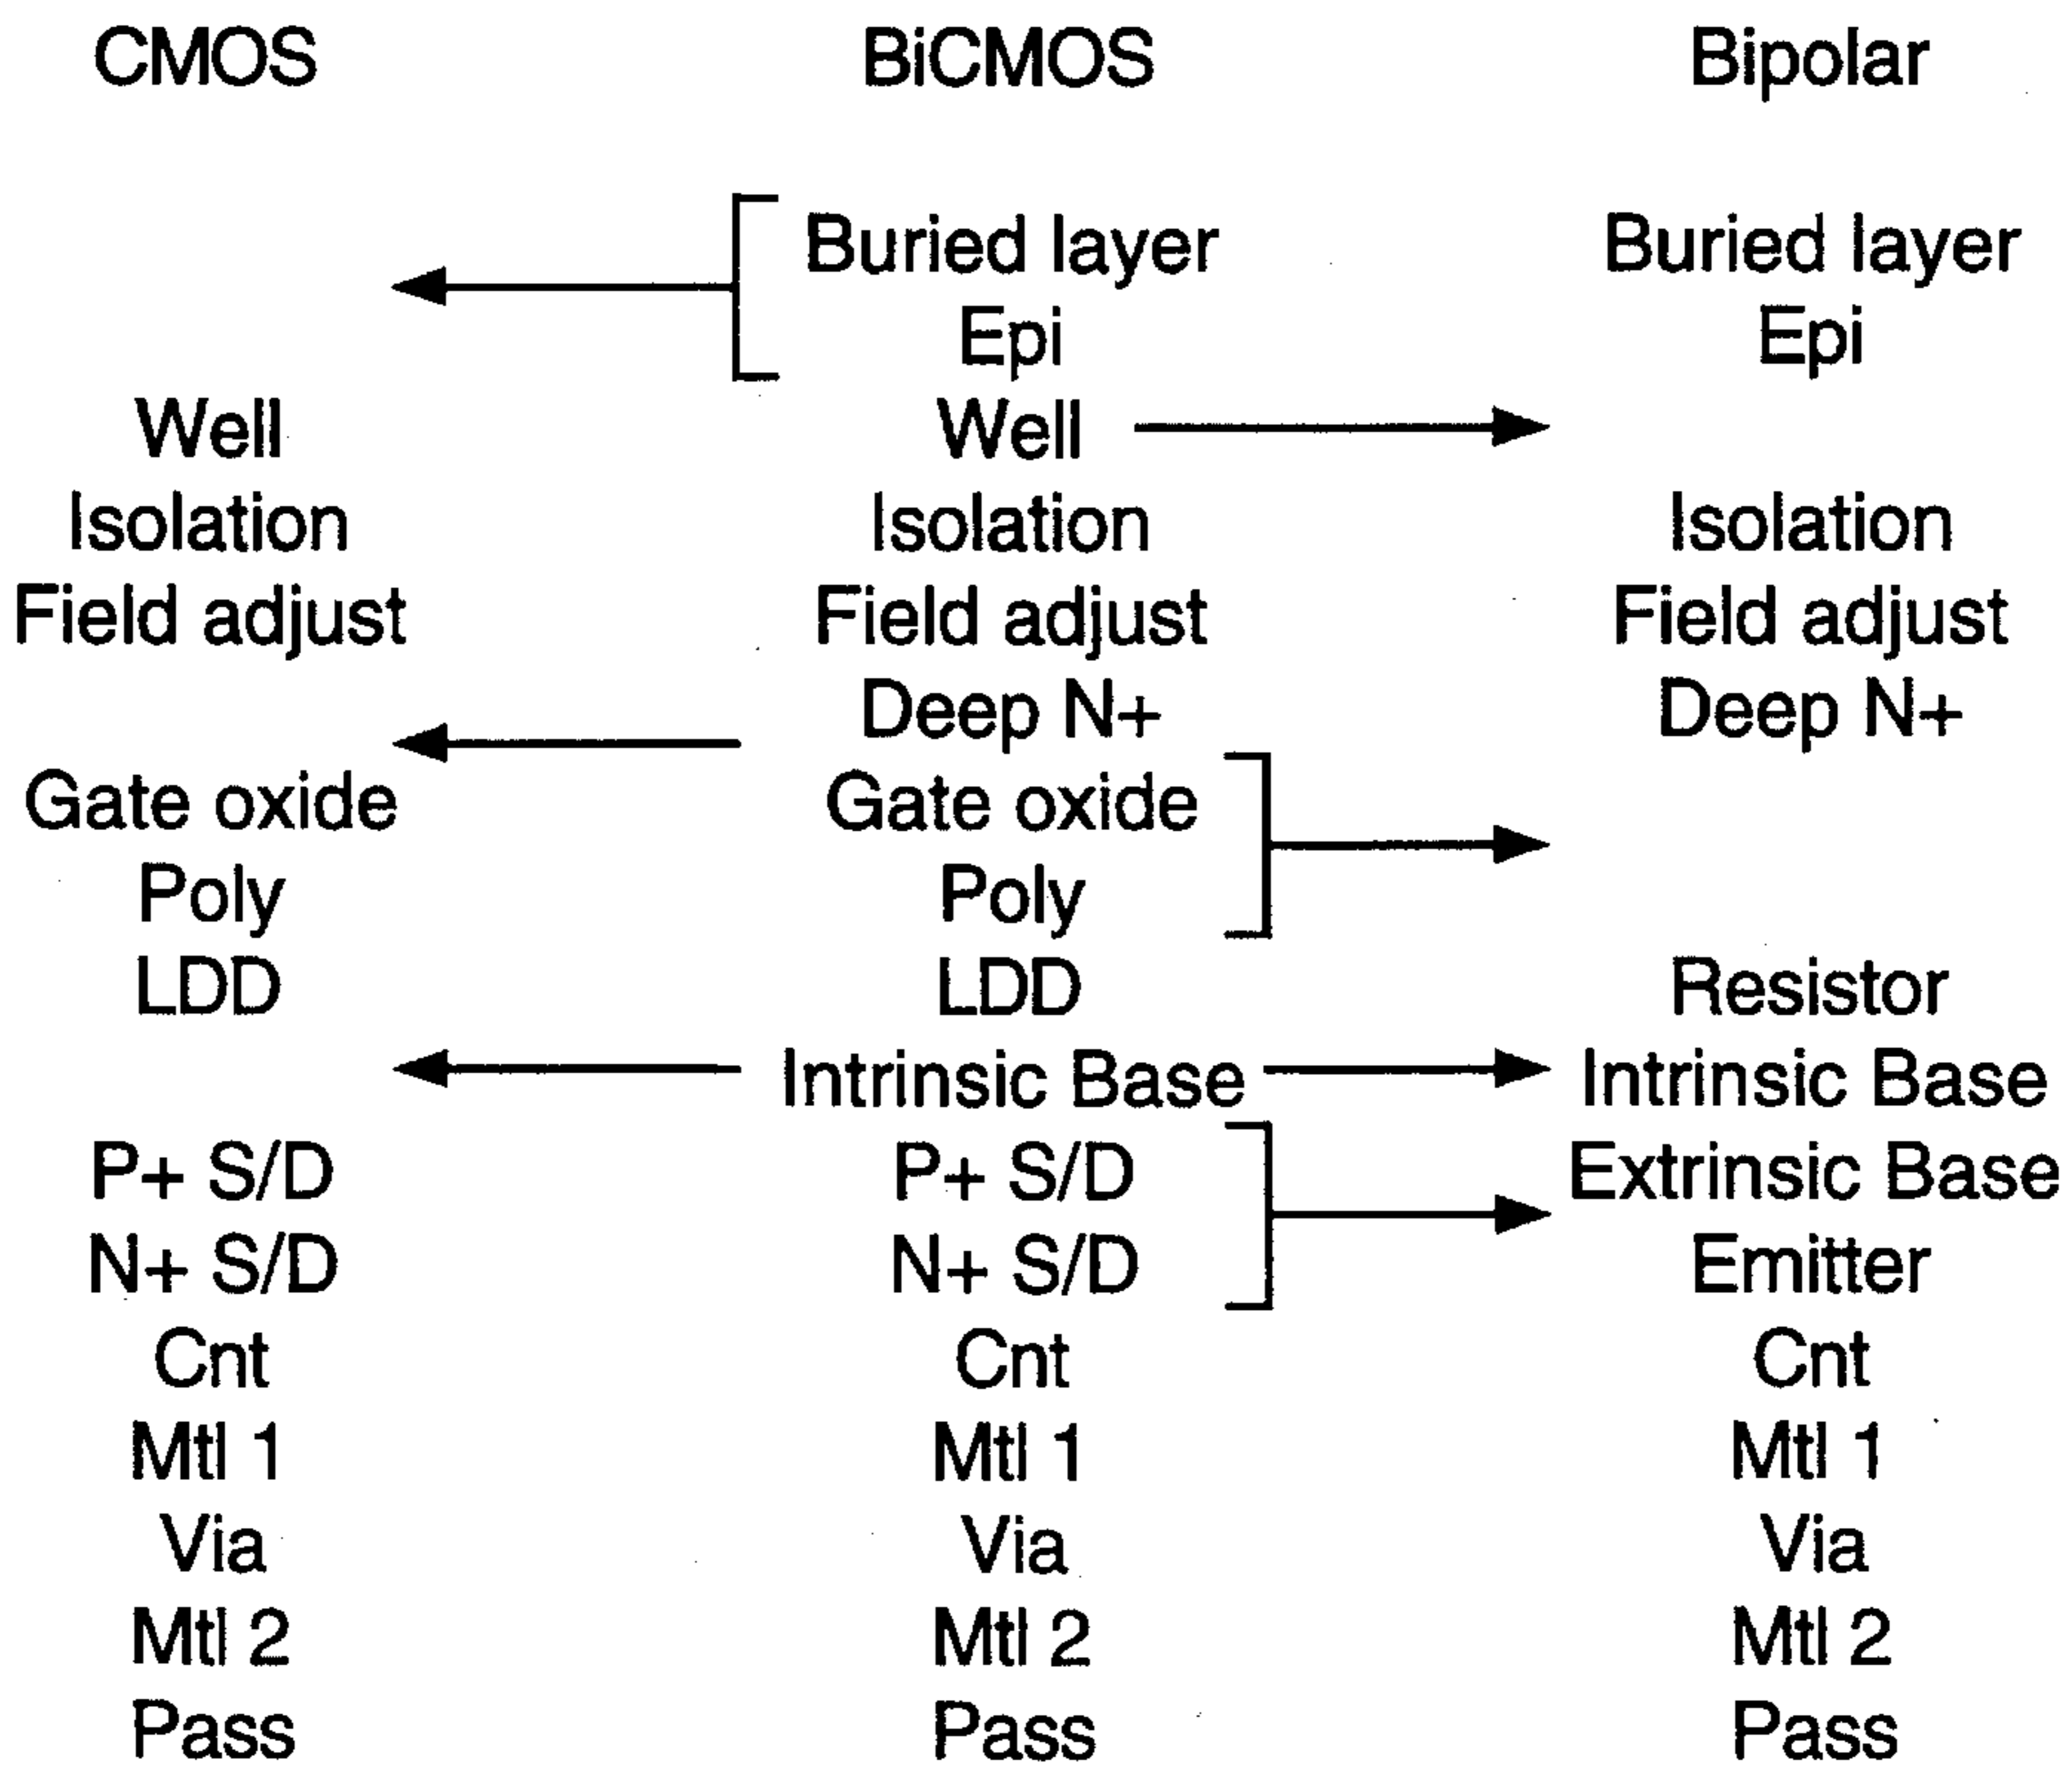 CMOS BiCMOS Bipolar
Buried layer Buried layer
Epi Epi
Well Well
Isolation Isolation Isolation
Field adjust Field adjust Field adjust
Deep N+ Deep N+
Gate oxide Gate oxide
Poly Poly
LDD LDD Resistor
Intrinsic Base Intrinsic Base
P+ S/D P+ S/D Extrinsic Base
N+ S/D N+ S/D Emitter
Cnt Cnt Cnt
Mtl 1 Mtl 1 Mtl 1
Via Via Via
Mtl 2 Mtl 2 Mtl 2
Pass Pass Pass